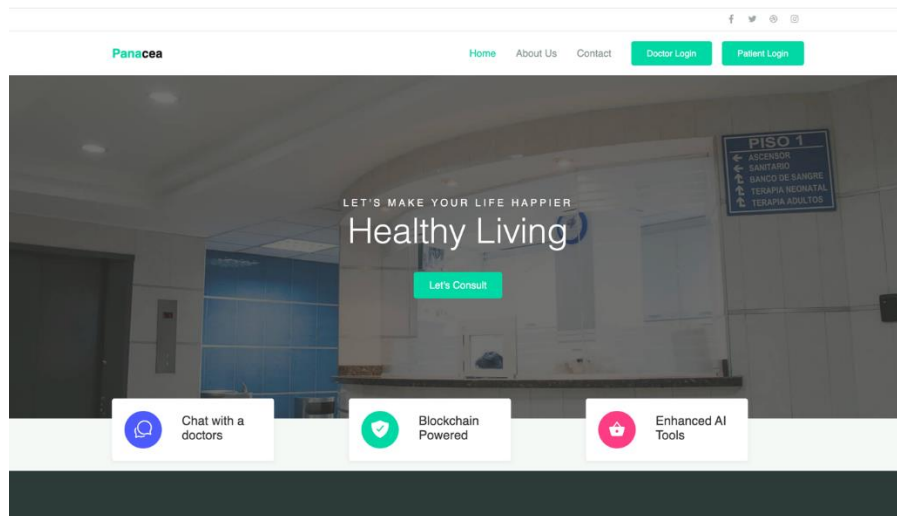 Panacea
Home
About Us
Contact
Doctor Login
Patient Login
PISO 1
ASCENSOR
SANITARIO
BANCO DE SANGRE
TERAPIA NEONATAL
TERAPIA ADULTOS
LET'S MAKE YOUR LIFE HAPPIER
Healthy Living
Let's Consult
Chat with a
doctors
Blockchain
Powered
Enhanced AI
Tools